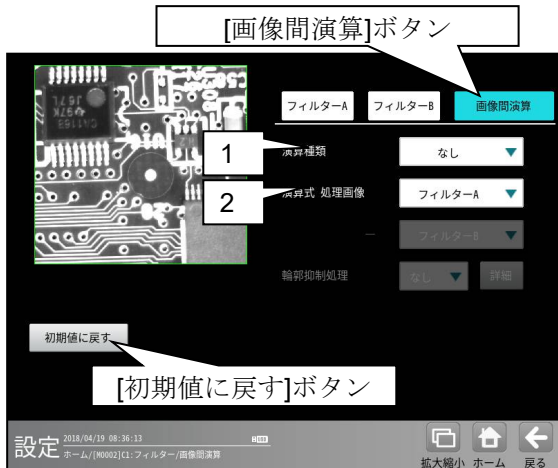 [画像間演算]ボタン
フィルターA フィルターB 画像間演算
1 演算種類 なし
2 演算式 処理画像 フィルターA
― フィルターB
輪郭抑制処理 なし 詳細
初期値に戻す
[初期値に戻す]ボタン
設定 2018/04/19 08:36:13
ホーム/[M0002]C1:フィルター/画像間演算
拡大縮小 ホーム 戻る